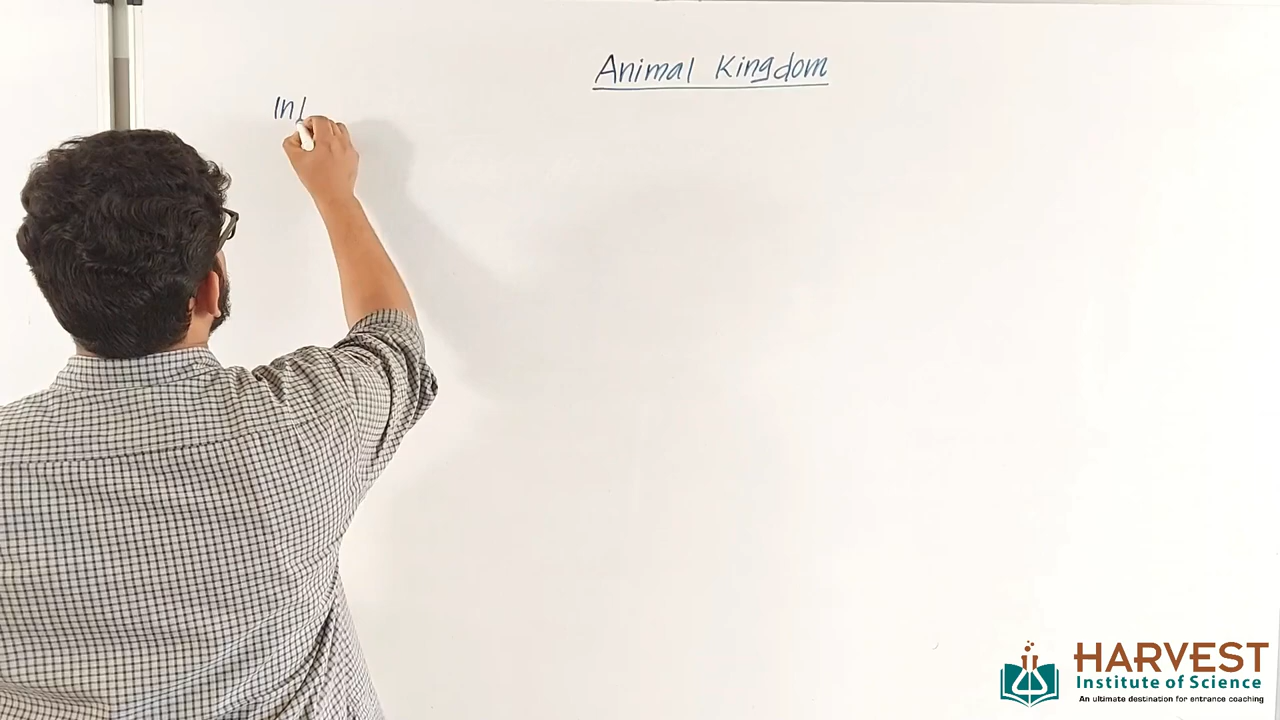 Animal Kingdom
In
HARVEST
Institute of Science
An ultimate destination for entrance coaching